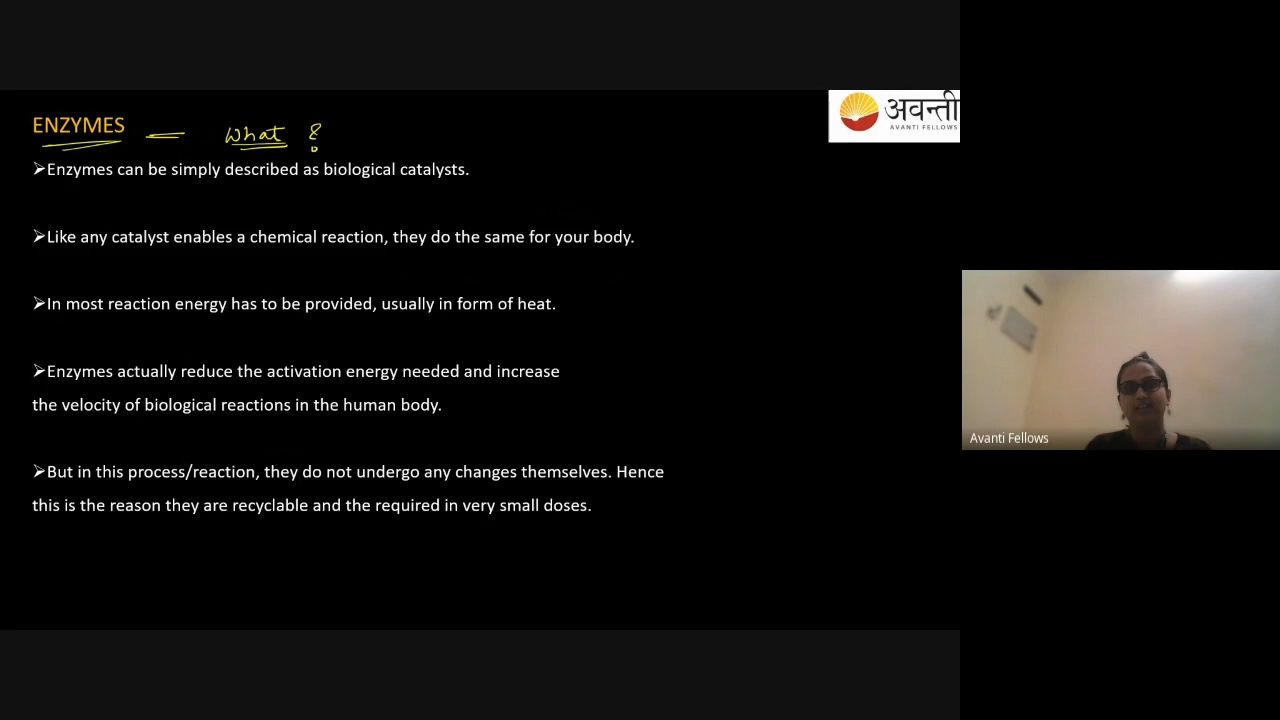 अवन्ती
AVANTI FELLOWS
ENZYMES — What ?
➢Enzymes can be simply described as biological catalysts.
➢Like any catalyst enables a chemical reaction, they do the same for your body.
➢In most reaction energy has to be provided, usually in form of heat.
➢Enzymes actually reduce the activation energy needed and increase
the velocity of biological reactions in the human body.
➢But in this process/reaction, they do not undergo any changes themselves. Hence
this is the reason they are recyclable and the required in very small doses.
Avanti Fellows